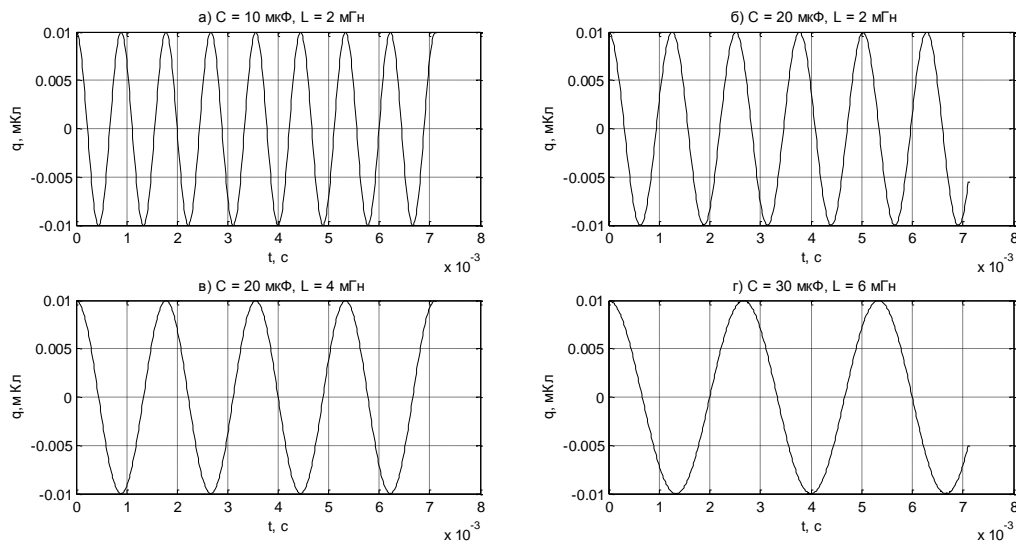 а) C = 10 мкФ, L = 2 мГн
0.01
0.005
0
-0.005
-0.01
q, мКл
0 1 2 3 4 5 6 7 8
t, с
x 10^-3
б) C = 20 мкФ, L = 2 мГн
0.01
0.005
0
-0.005
-0.01
q, мКл
0 1 2 3 4 5 6 7 8
t, с
x 10^-3
в) C = 20 мкФ, L = 4 мГн
0.01
0.005
0
-0.005
-0.01
q,м Кл
0 1 2 3 4 5 6 7 8
t, с
x 10^-3
г) C = 30 мкФ, L = 6 мГн
0.01
0.005
0
-0.005
-0.01
q, мКл
0 1 2 3 4 5 6 7 8
t, с
x 10^-3